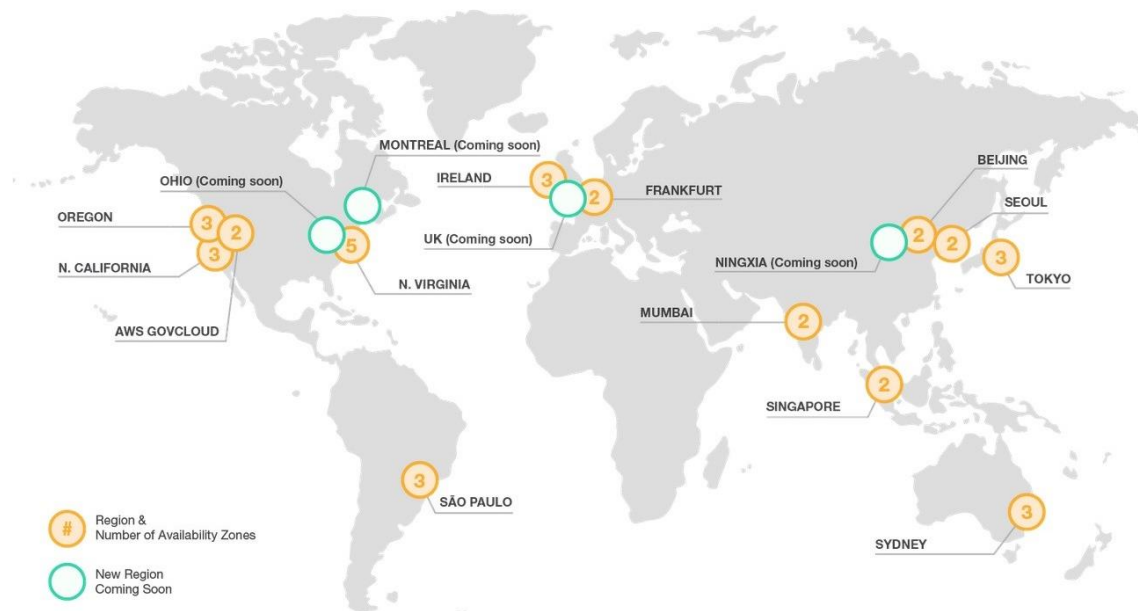 MONTREAL (Coming soon)
BEIJING
IRELAND
3
OHIO (Coming soon)
2
FRANKFURT
SEOUL
OREGON
3
2
UK (Coming soon)
2
2
N. CALIFORNIA
3
5
NINGXIA (Coming soon)
3
N. VIRGINIA
TOKYO
MUMBAI
2
AWS GOVCLOUD
2
SINGAPORE
3
SÃO PAULO
3
SYDNEY
#
Region &
Number of Availability Zones
New Region
Coming Soon